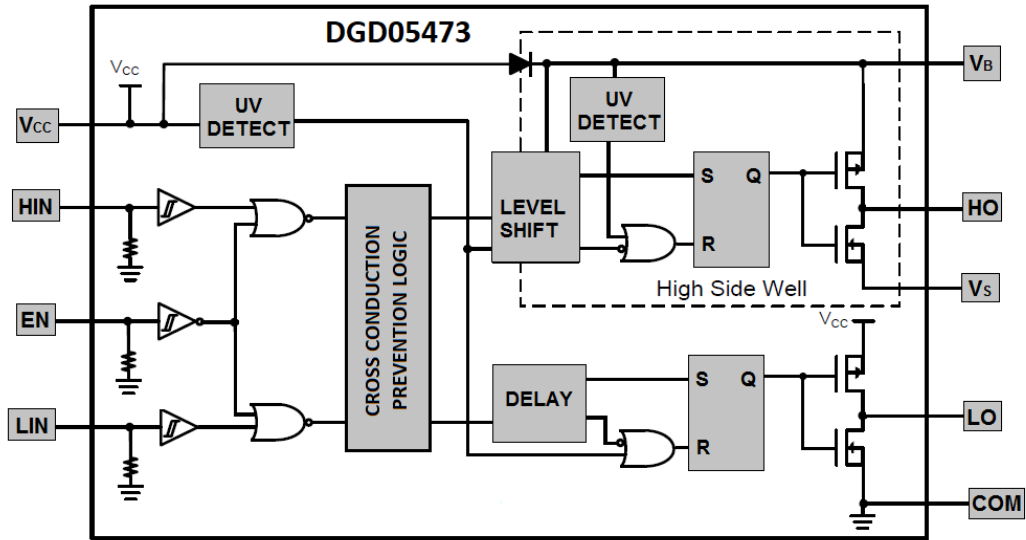 DGD05473
VCC
VCC
UV
DETECT
VB
UV
DETECT
HIN
LEVEL
SHIFT
S Q
R
HO
High Side Well
VS
EN
CROSS CONDUCTION
PREVENTION LOGIC
VCC
LIN
DELAY
S Q
R
LO
COM